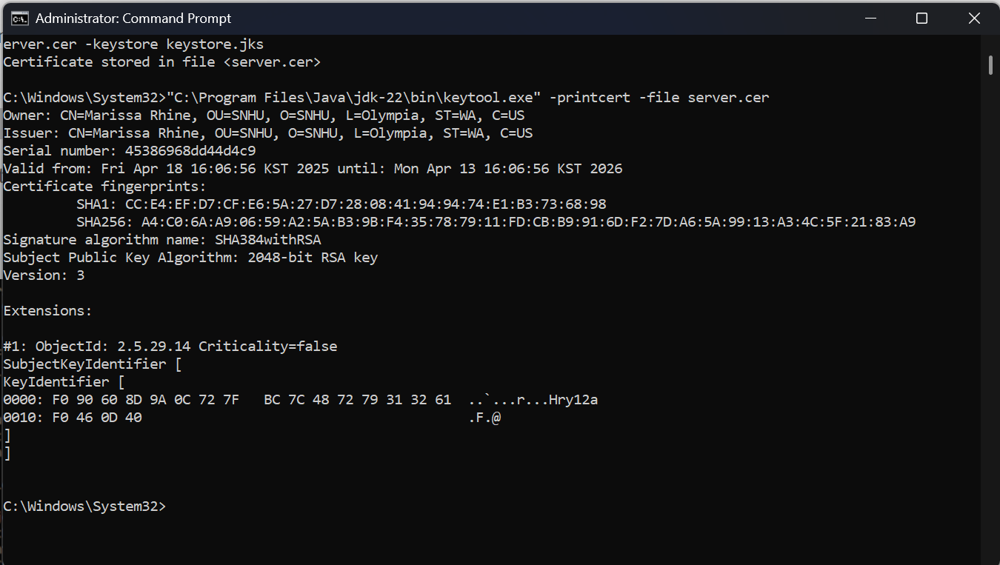 Administrator: Command Prompt
erver.cer -keystore keystore.jks
Certificate stored in file <server.cer>
C:\Windows\System32>"C:\Program Files\Java\jdk-22\bin\keytool.exe" -printcert -file server.cer
Owner: CN=Marissa Rhine, OU=SNHU, O=SNHU, L=Olympia, ST=WA, C=US
Issuer: CN=Marissa Rhine, OU=SNHU, O=SNHU, L=Olympia, ST=WA, C=US
Serial number: 45386968dd44d4c9
Valid from: Fri Apr 18 16:06:56 KST 2025 until: Mon Apr 13 16:06:56 KST 2026
Certificate fingerprints:
SHA1: CC:E4:EF:D7:CF:E6:5A:27:D7:28:08:41:94:94:74:E1:B3:73:68:98
SHA256: A4:C0:6A:A9:06:59:A2:5A:B3:9B:F4:35:78:79:11:FD:CB:B9:91:6D:F2:7D:A6:5A:99:13:A3:4C:5F:21:83:A9
Signature algorithm name: SHA384withRSA
Subject Public Key Algorithm: 2048-bit RSA key
Version: 3
Extensions:
#1: ObjectId: 2.5.29.14 Criticality=false
SubjectKeyIdentifier [
KeyIdentifier [
0000: F0 90 60 8D 9A 0C 72 7F   BC 7C 48 72 79 31 32 61  ..`...r...Hry12a
0010: F0 46 0D 40                                        .F.@
]
]
C:\Windows\System32>